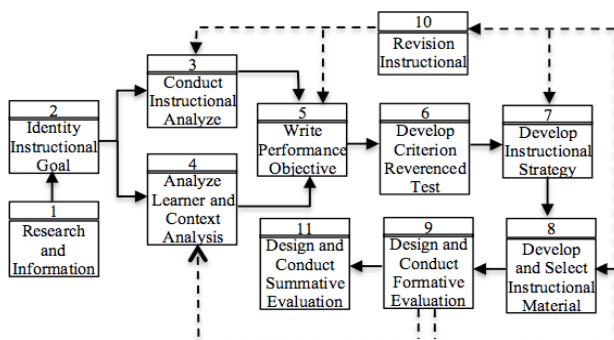 1
Research and
Information
2
Identity
Instructional
Goal
3
Conduct
Instructional
Analyze
4
Analyze
Learner and
Context
Analysis
5
Write
Performance
Objective
6
Develop
Criterion
Reverenced
Test
7
Develop
Instructional
Strategy
8
Develop
and Select
Instructional
Material
9
Design and
Conduct
Formative
Evaluation
10
Revision
Instructional
11
Design and
Conduct
Summative
Evaluation